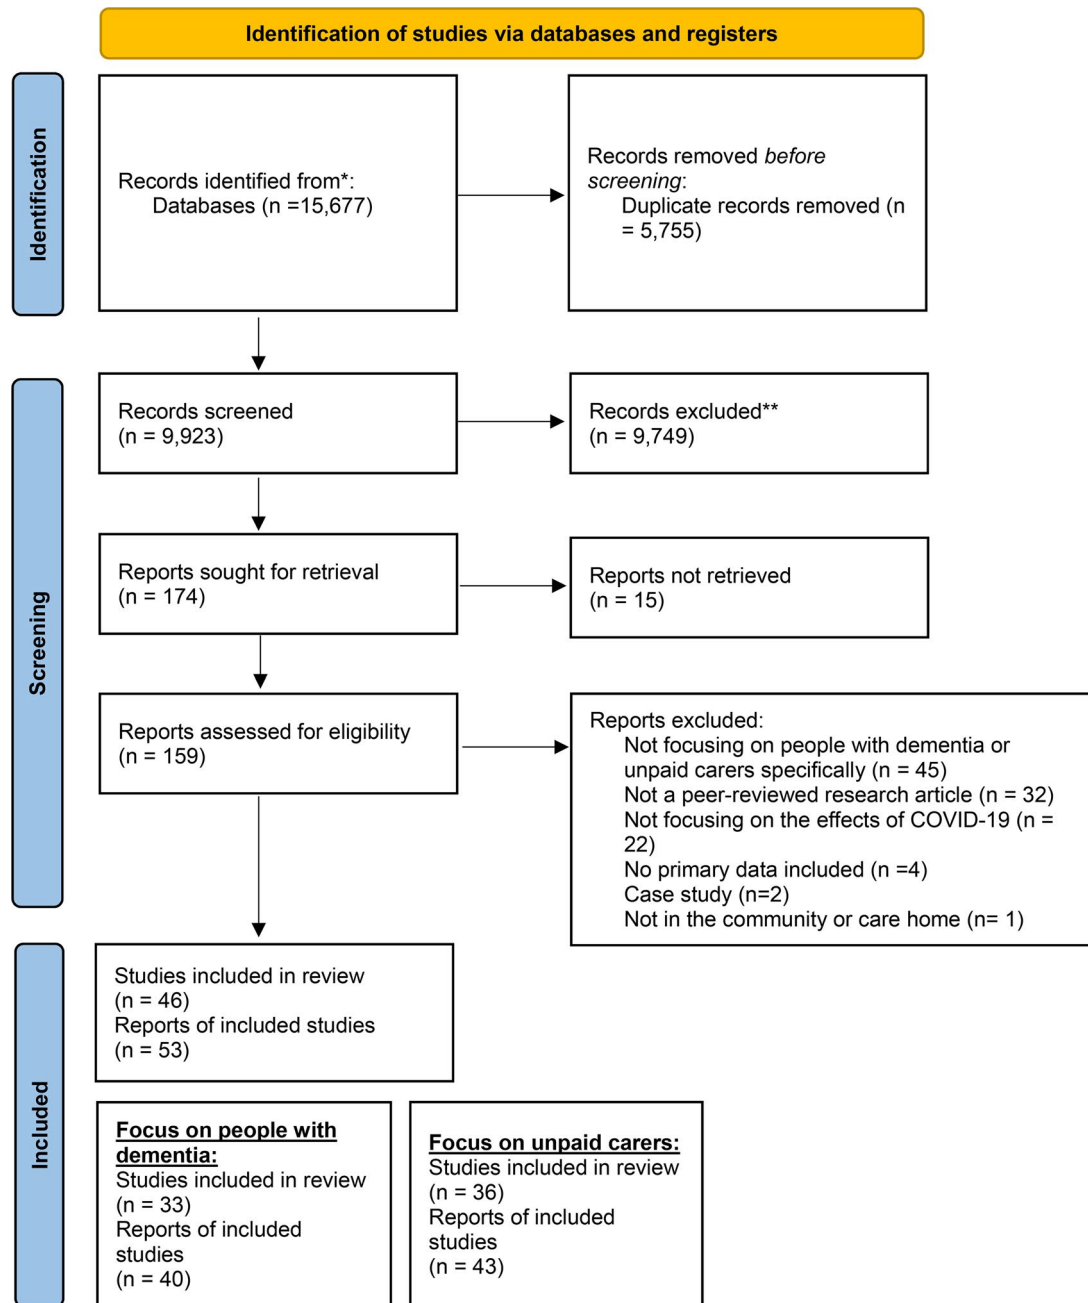 Identification of studies via databases and registers
Identification
Records identified from*:
Databases (n =15,677)
Records removed before
screening:
Duplicate records removed (n
= 5,755)
Screening
Records screened
(n = 9,923)
Records excluded**
(n = 9,749)
Reports sought for retrieval
(n = 174)
Reports not retrieved
(n = 15)
Reports assessed for eligibility
(n = 159)
Reports excluded:
Not focusing on people with dementia or
unpaid carers specifically (n = 45)
Not a peer-reviewed research article (n = 32)
Not focusing on the effects of COVID-19 (n =
22)
No primary data included (n =4)
Case study (n=2)
Not in the community or care home (n= 1)
Included
Studies included in review
(n = 46)
Reports of included studies
(n = 53)
Focus on people with
dementia:
Studies included in review
(n = 33)
Reports of included
studies
(n = 40)
Focus on unpaid carers:
Studies included in review
(n = 36)
Reports of included
studies
(n = 43)